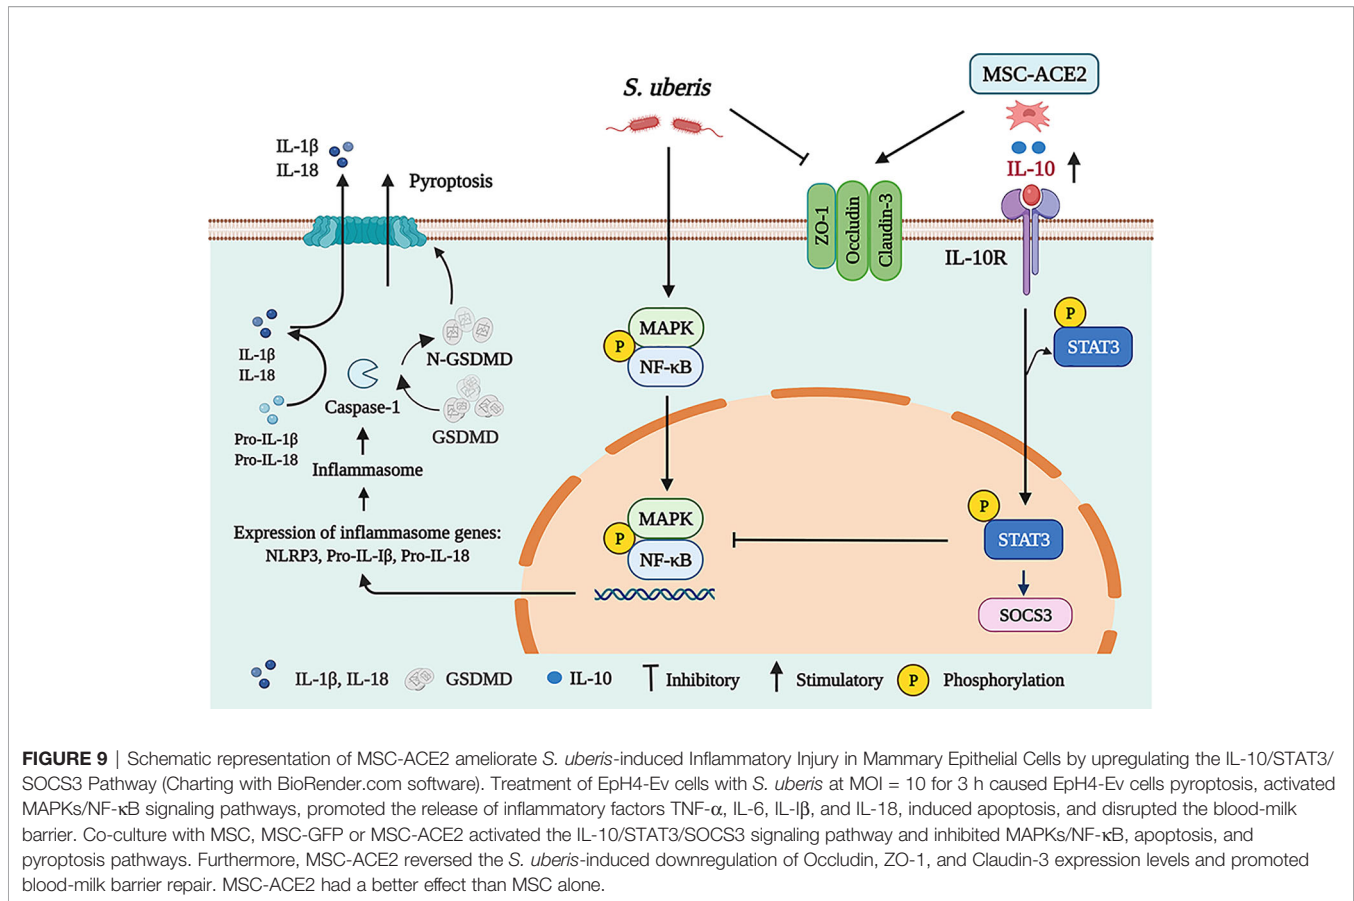 S. uberis
MSC-ACE2
IL-1β
IL-18
Pyroptosis
IL-10
ZO-1
Occludin
Claudin-3
IL-10R
P
STAT3
MAPK
P
NF-κB
IL-1β
IL-18
N-GSDMD
Caspase-1
GSDMD
Pro-IL-1β
Pro-IL-18
Inflammasome
Expression of inflammasome genes:
NLRP3, Pro-IL-Iβ, Pro-IL-18
MAPK
P
NF-κB
P
STAT3
SOCS3
IL-1β, IL-18
GSDMD
IL-10
Inhibitory
Stimulatory
P
Phosphorylation
FIGURE 9 | Schematic representation of MSC-ACE2 ameliorate S. uberis-induced Inflammatory Injury in Mammary Epithelial Cells by upregulating the IL-10/STAT3/
SOCS3 Pathway (Charting with BioRender.com software). Treatment of EpH4-Ev cells with S. uberis at MOI = 10 for 3 h caused EpH4-Ev cells pyroptosis, activated
MAPKs/NF-κB signaling pathways, promoted the release of inflammatory factors TNF-α, IL-6, IL-Iβ, and IL-18, induced apoptosis, and disrupted the blood-milk
barrier. Co-culture with MSC, MSC-GFP or MSC-ACE2 activated the IL-10/STAT3/SOCS3 signaling pathway and inhibited MAPKs/NF-κB, apoptosis, and
pyroptosis pathways. Furthermore, MSC-ACE2 reversed the S. uberis-induced downregulation of Occludin, ZO-1, and Claudin-3 expression levels and promoted
blood-milk barrier repair. MSC-ACE2 had a better effect than MSC alone.